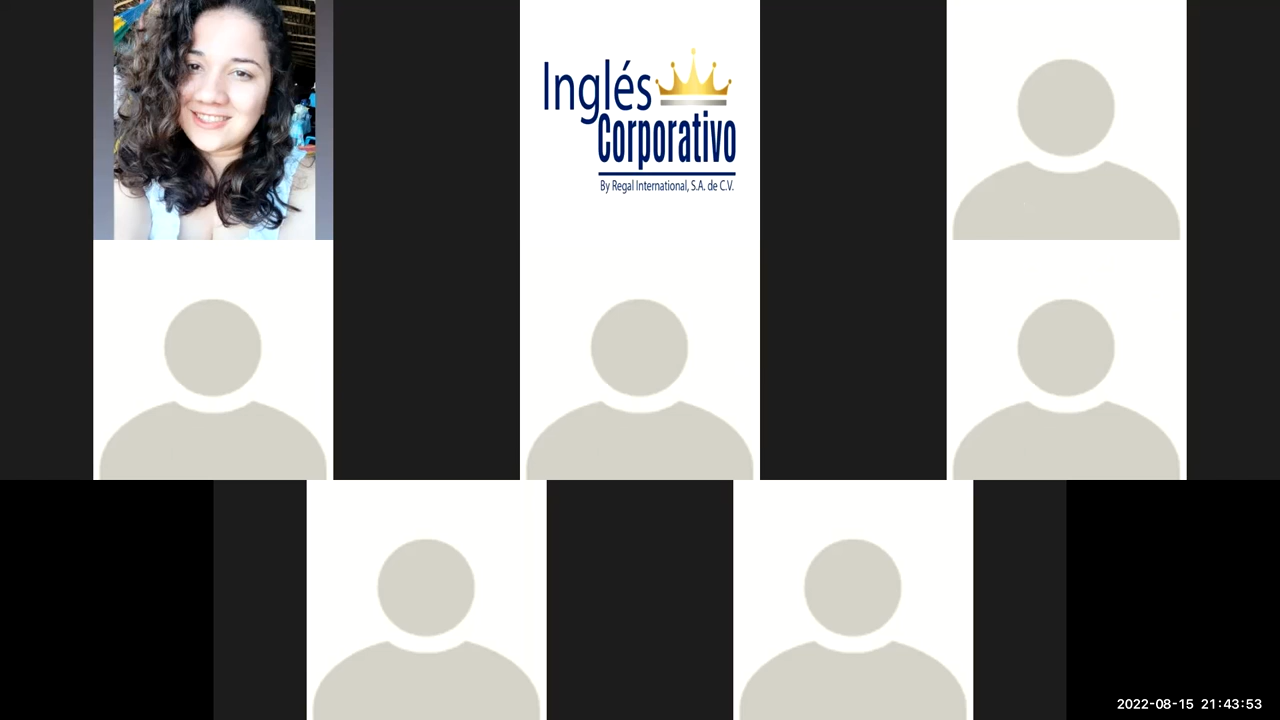 Inglés
Corporativo
By Regal International, S.A. de C.V.
2022-08-15 21:43:53